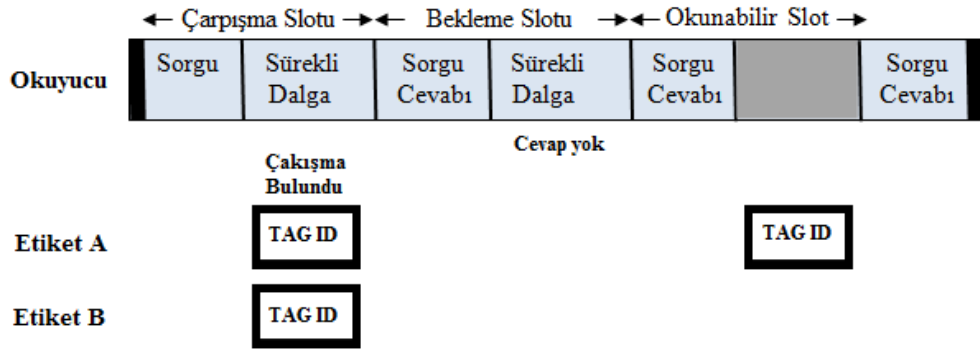 Çarpışma Slotu Bekleme Slotu Okunabilir Slot
Okuyucu
Sorgu
Sürekli
Dalga
Sorgu
Cevabı
Sürekli
Dalga
Sorgu
Cevabı
Sorgu
Cevabı
Cevap yok
Çakışma
Bulundu
Etiket A
TAG ID
TAG ID
Etiket B
TAG ID